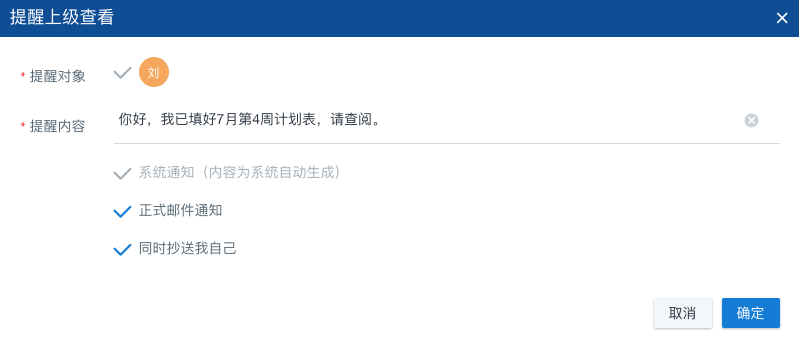 提醒上级查看
* 提醒对象
刘
* 提醒内容
你好，我已填好7月第4周计划表，请查阅。
系统通知（内容为系统自动生成）
正式邮件通知
同时抄送我自己
取消
确定